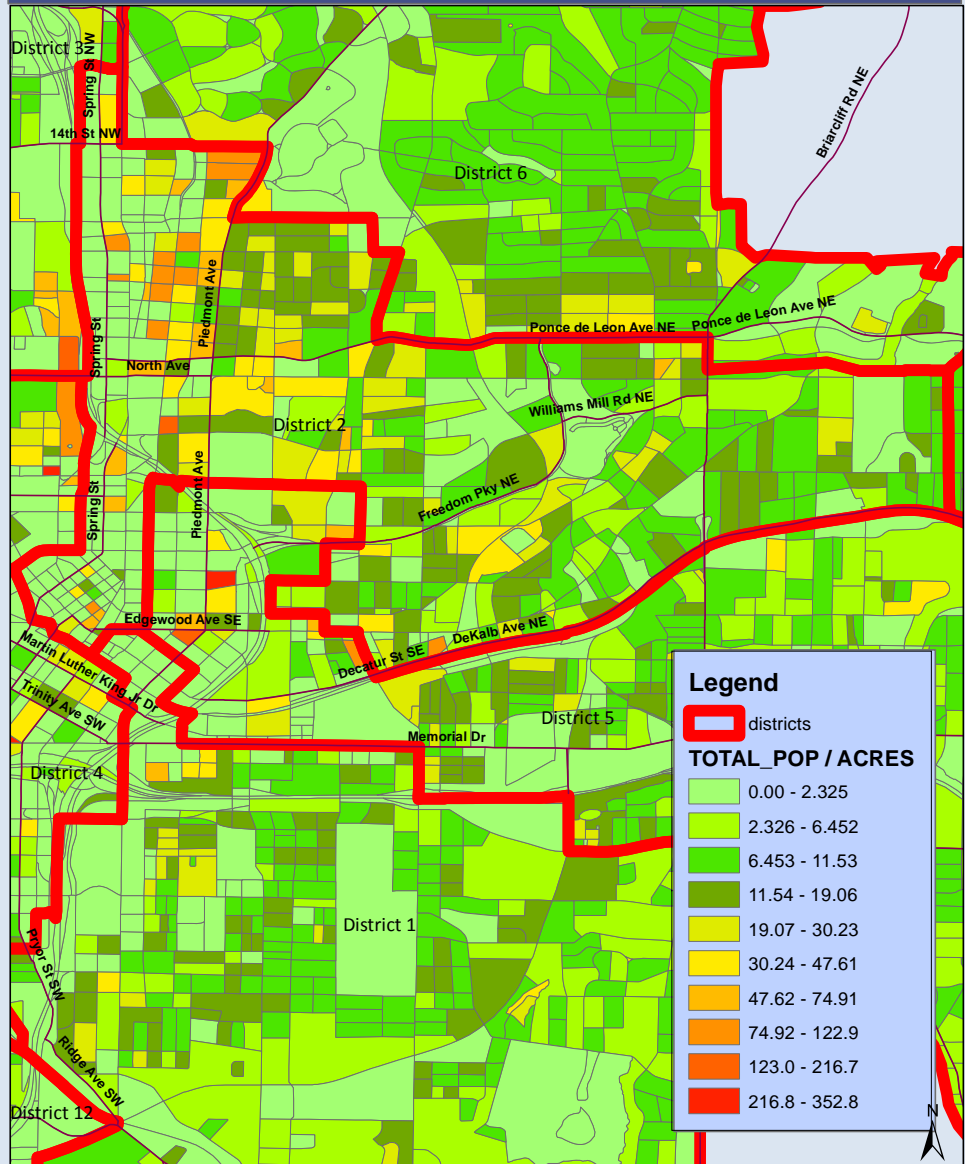 District 3
Spring St NW
14th St NW
Briarcliff Rd NE
District 6
Piedmont Ave
Spring St
Ponce de Leon Ave NE
Ponce de Leon Ave NE
North Ave
Williams Mill Rd NE
District 2
Freedom Pky NE
Piedmont Ave
Spring St
Edgewood Ave SE
DeKalb Ave NE
Decatur St SE
Martin Luther King Jr Dr
Trinity Ave SW
District 5
Memorial Dr
District 4
District 1
Pryor St SW
Ridge Ave SW
District 12
Legend
districts
TOTAL_POP / ACRES
0.00 - 2.325
2.326 - 6.452
6.453 - 11.53
11.54 - 19.06
19.07 - 30.23
30.24 - 47.61
47.62 - 74.91
74.92 - 122.9
123.0 - 216.7
216.8 - 352.8
N